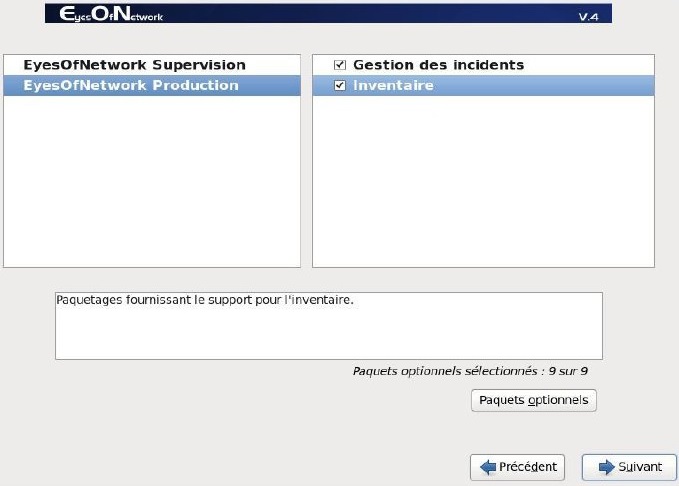 EyesOfNetwork V.4
EyesOfNetwork Supervision
EyesOfNetwork Production
Gestion des incidents
Inventaire
Paquetages fournissant le support pour l'inventaire.
Paquets optionnels sélectionnés : 9 sur 9
Paquets optionnels
Précédent
Suivant